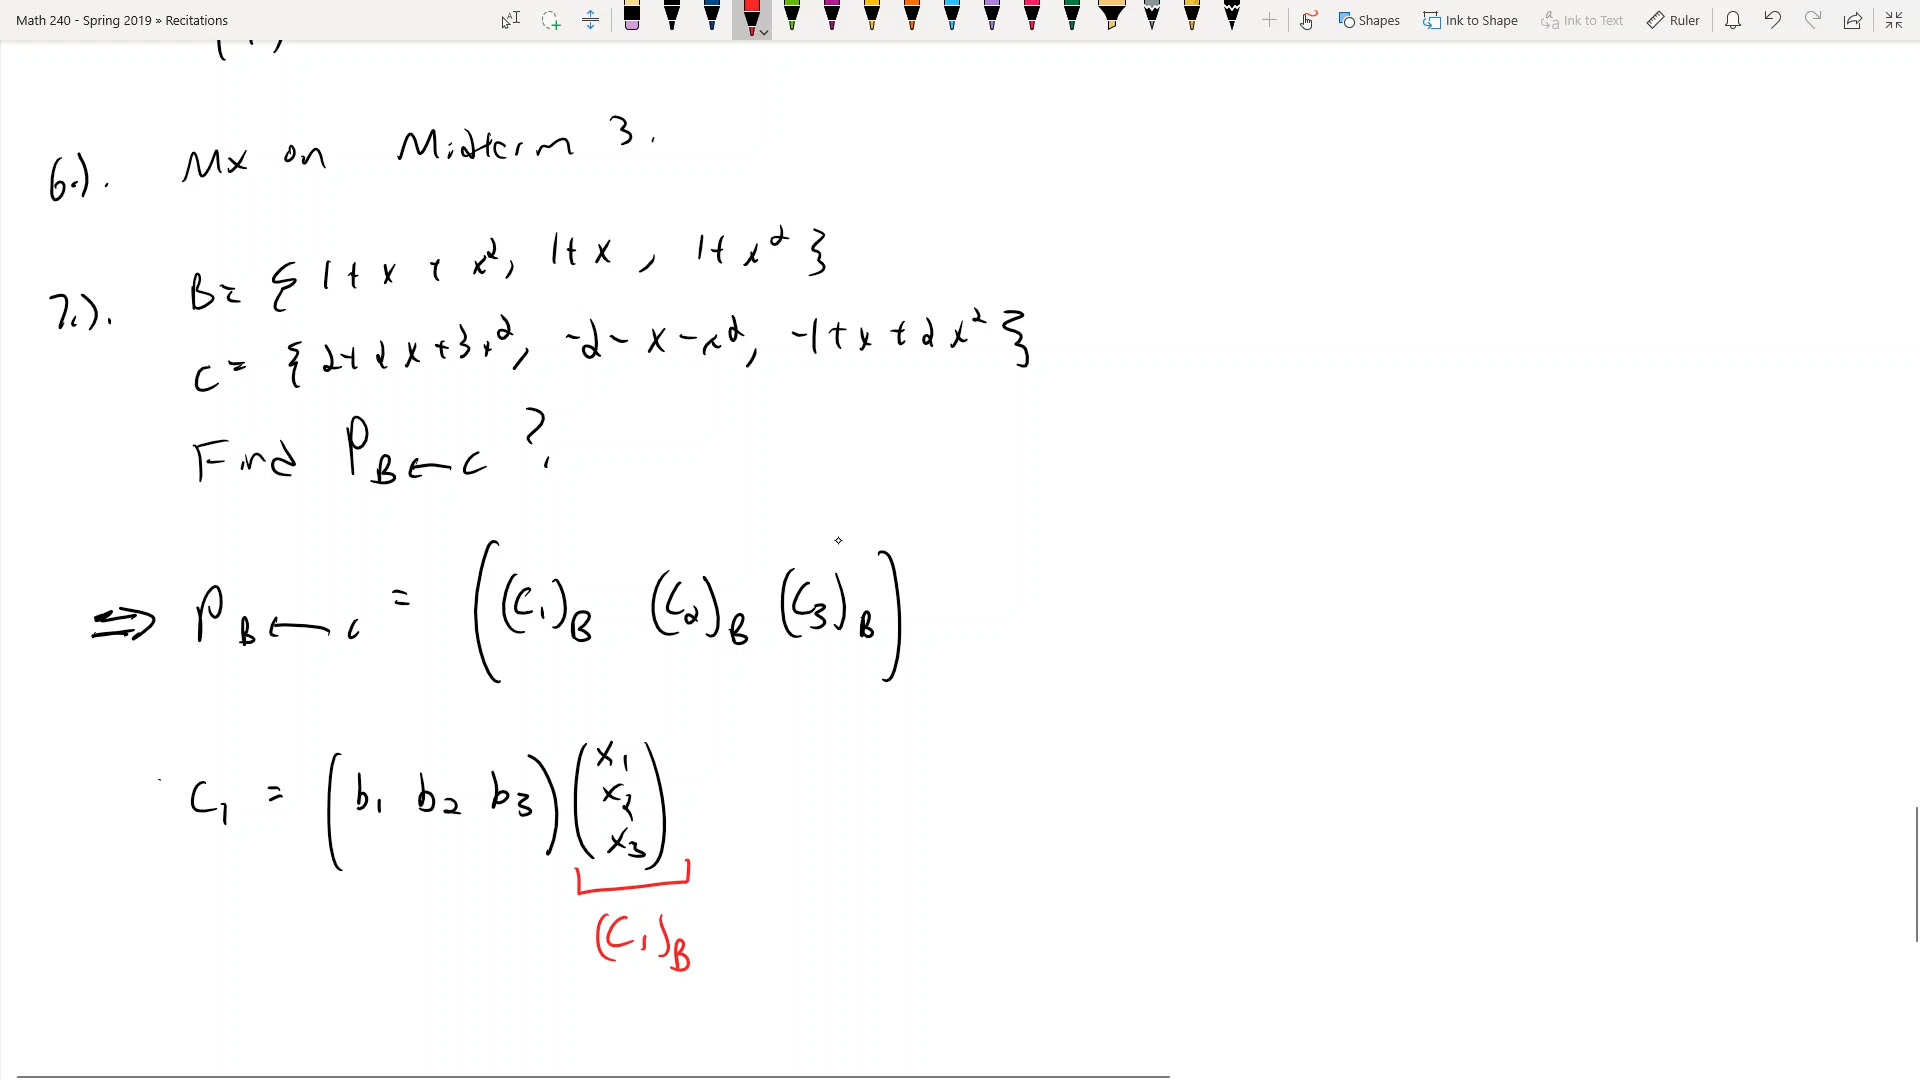 Math 240 - Spring 2019 » Recitations
Shapes
Ink to Shape
Ink to Text
Ruler
6.). Mx on Midterm 3.
7.). B = { 1 + x + x², 1 + x, 1 + x² }
C = { 2 + 2x + 3x², -2 - x - x², -1 + x + 2x² }
Find P_{B ← C} ?
⇒ P_{B ← C} = ( (C₁)_B (C₂)_B (C₃)_B )
C₁ = ( b₁ b₂ b₃ ) ( x₁ x₂ x₃ )
(C₁)_B